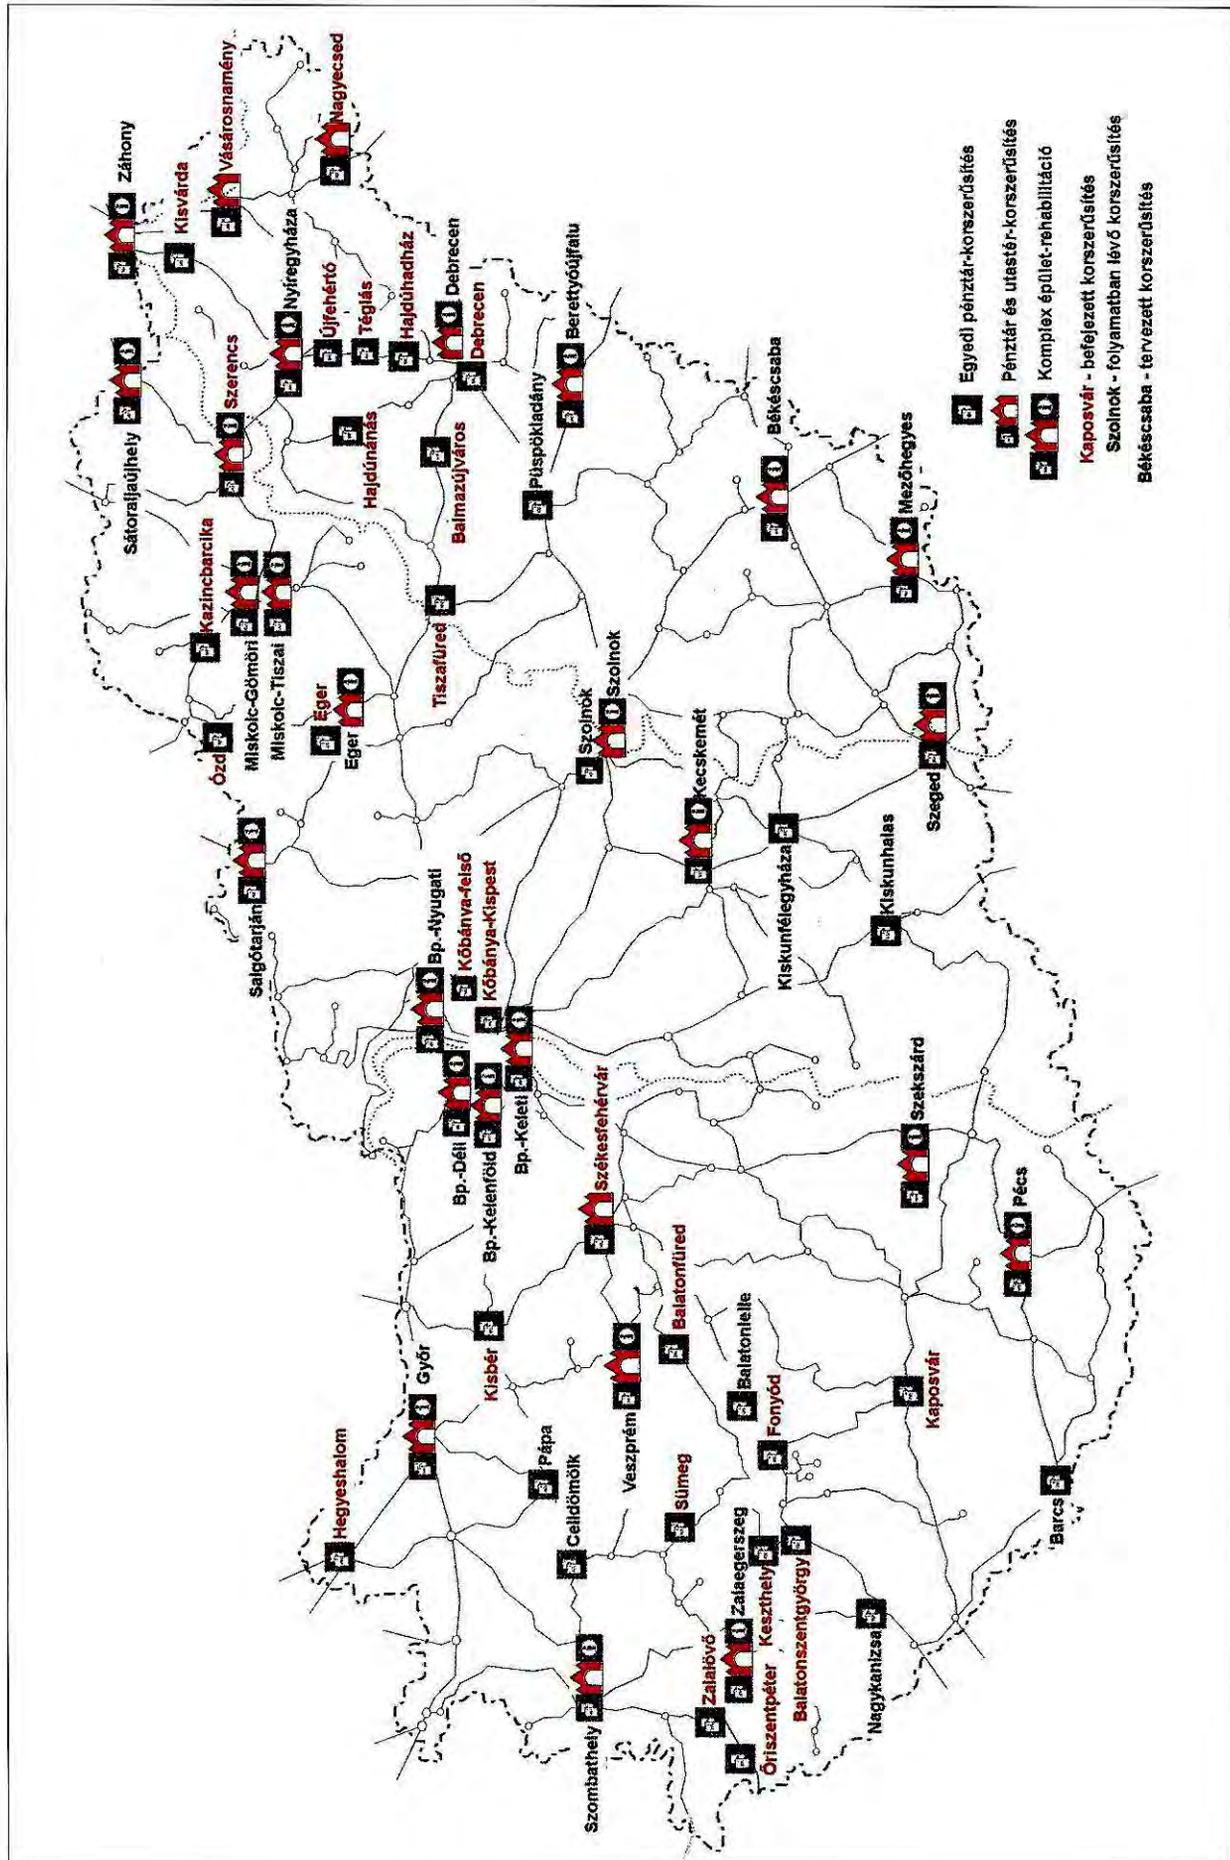 Záhony
Kisvárda
Vásárosnamény
Nagyecsed
Sátoraljaújhely
Szerencs
Nyíregyháza
Újfehértó
Téglás
Hajdúhadház
Debrecen
Debrecen
Berettyóújfalu
Kazincbarcika
Miskolc-Gömöri
Miskolc-Tiszai
Hajdúnánás
Balmazújváros
Püspökladány
Békéscsaba
Mezőhegyes
Ózd
Eger
Eger
Tiszafüred
Szolnok
Szolnok
Kecskemét
Szeged
Salgótarján
Bp.-Nyugati
Kőbánya-felső
Kőbánya-Kispest
Kiskunfélegyháza
Kiskunhalas
Bp.-Déli
Bp.-Kelenföld
Bp.-Keleti
Székesfehérvár
Szekszárd
Pécs
Győr
Kisbér
Balatonfüred
Balatonlelle
Hegyeshalom
Pápa
Celldömölk
Veszprém
Sümeg
Fonyód
Kaposvár
Barcs
Szombathely
Zalalövő
Zalaegerszeg
Keszthely
Őriszentpéter
Balatonszentgyörgy
Nagykanizsa
Egyedi pénztár-korszerűsítés
Pénztár és utastér-korszerűsítés
Komplex épület-rehabilitáció
Kaposvár - befejezett korszerűsítés
Szolnok - folyamatban lévő korszerűsítés
Békéscsaba - tervezett korszerűsítés